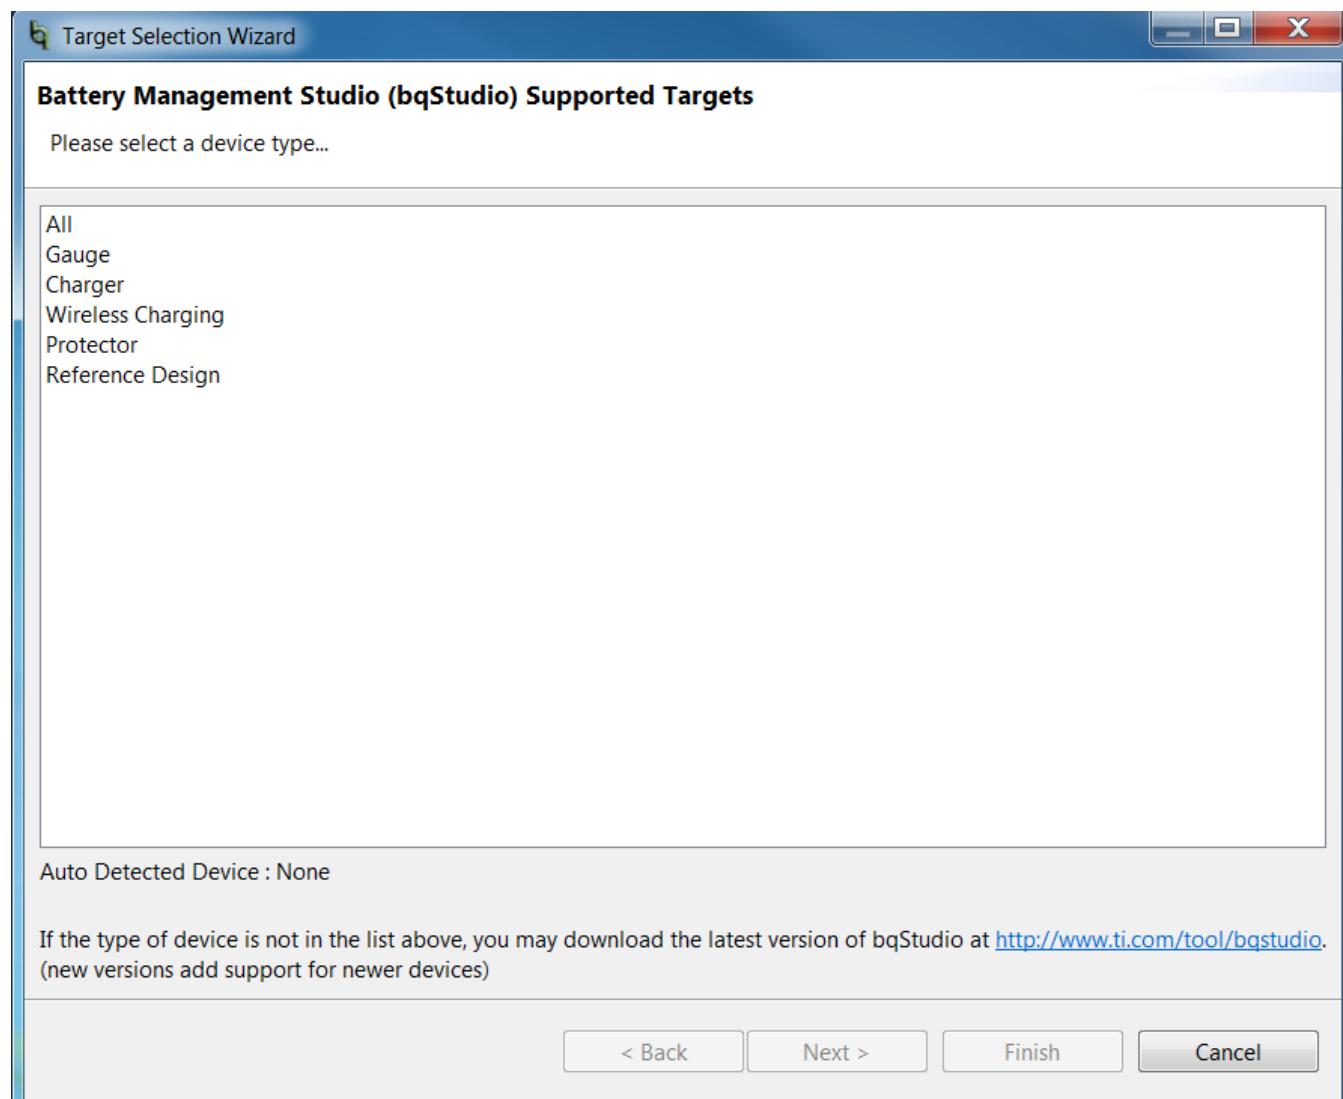 Target Selection Wizard
Battery Management Studio (bqStudio) Supported Targets
Please select a device type...
All
Gauge
Charger
Wireless Charging
Protector
Reference Design
Auto Detected Device : None
If the type of device is not in the list above, you may download the latest version of bqStudio at http://www.ti.com/tool/bqstudio.
(new versions add support for newer devices)
< Back Next > Finish Cancel